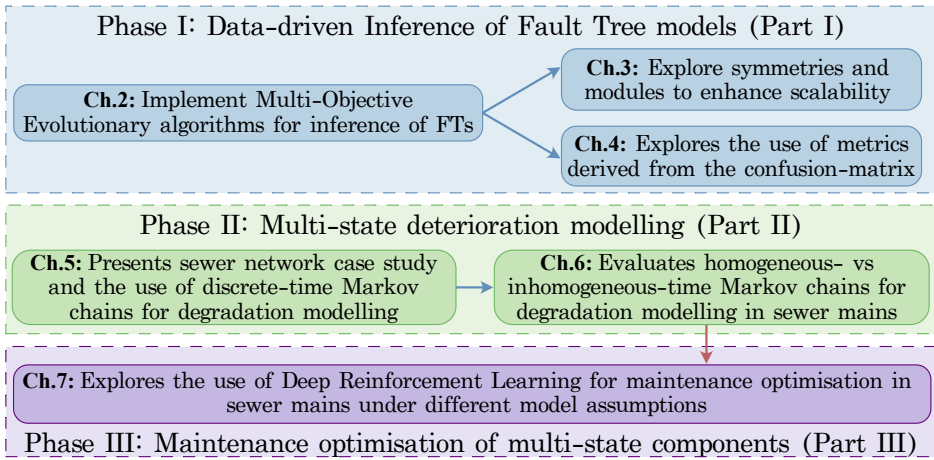 Phase I: Data-driven Inference of Fault Tree models (Part I)
Ch.2: Implement Multi-Objective
Evolutionary algorithms for inference of FTs
Ch.3: Explore symmetries and
modules to enhance scalability
Ch.4: Explores the use of metrics
derived from the confusion-matrix
Phase II: Multi-state deterioration modelling (Part II)
Ch.5: Presents sewer network case study
and the use of discrete-time Markov
chains for degradation modelling
Ch.6: Evaluates homogeneous- vs
inhomogeneous-time Markov chains for
degradation modelling in sewer mains
Ch.7: Explores the use of Deep Reinforcement Learning for maintenance optimisation in
sewer mains under different model assumptions
Phase III: Maintenance optimisation of multi-state components (Part III)